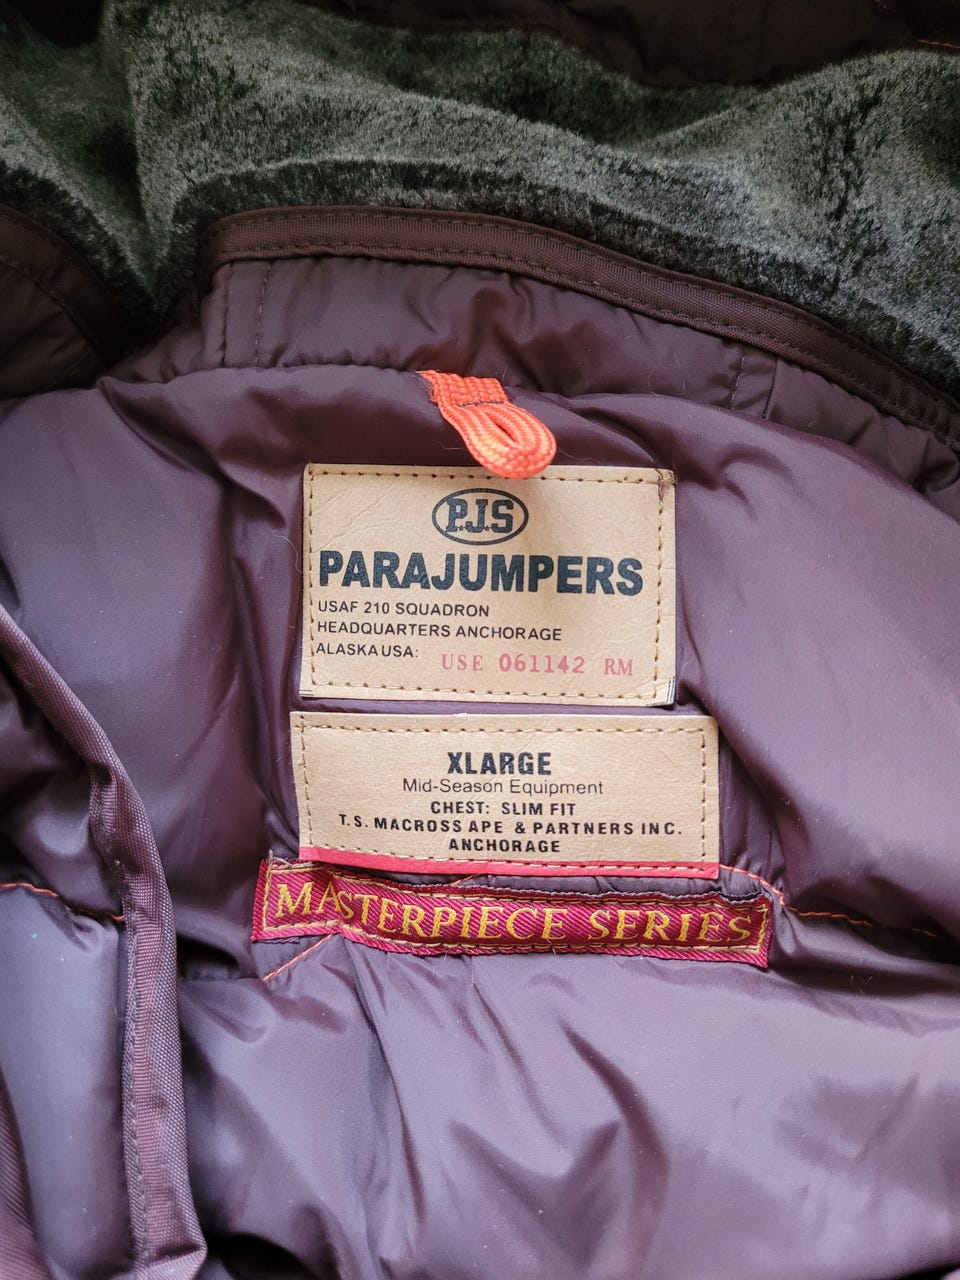 P.J.S
PARAJUMPERS
USAF 210 SQUADRON
HEADQUARTERS ANCHORAGE
ALASKA USA: USE 061142 RM
XLARGE
Mid-Season Equipment
CHEST: SLIM FIT
T.S. MACROSS APE & PARTNERS INC.
ANCHORAGE
MASTERPIECE SERIES